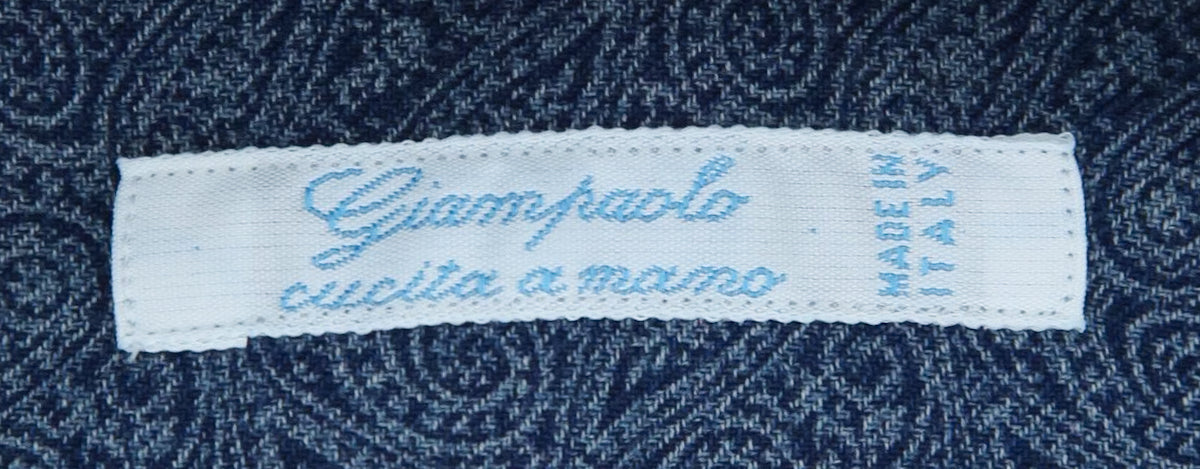 Giampaolo
cucita a mano
MADE IN
ITALY